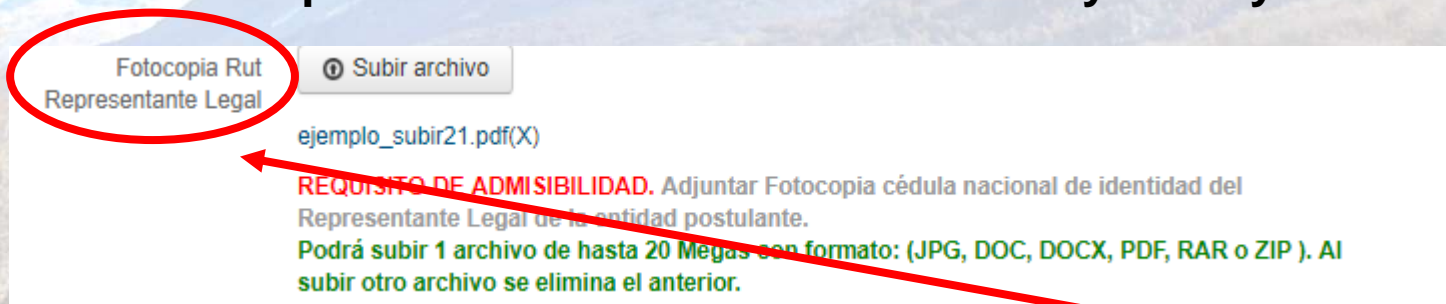 Fotocopia Rut
Representante Legal
Subir archivo
ejemplo_subir21.pdf(X)
REQUISITO DE ADMISIBILIDAD. Adjuntar Fotocopia cédula nacional de identidad del
Representante Legal de la entidad postulante.
Podrá subir 1 archivo de hasta 20 Megas con formato: (JPG, DOC, DOCX, PDF, RAR o ZIP ). Al
subir otro archivo se elimina el anterior.